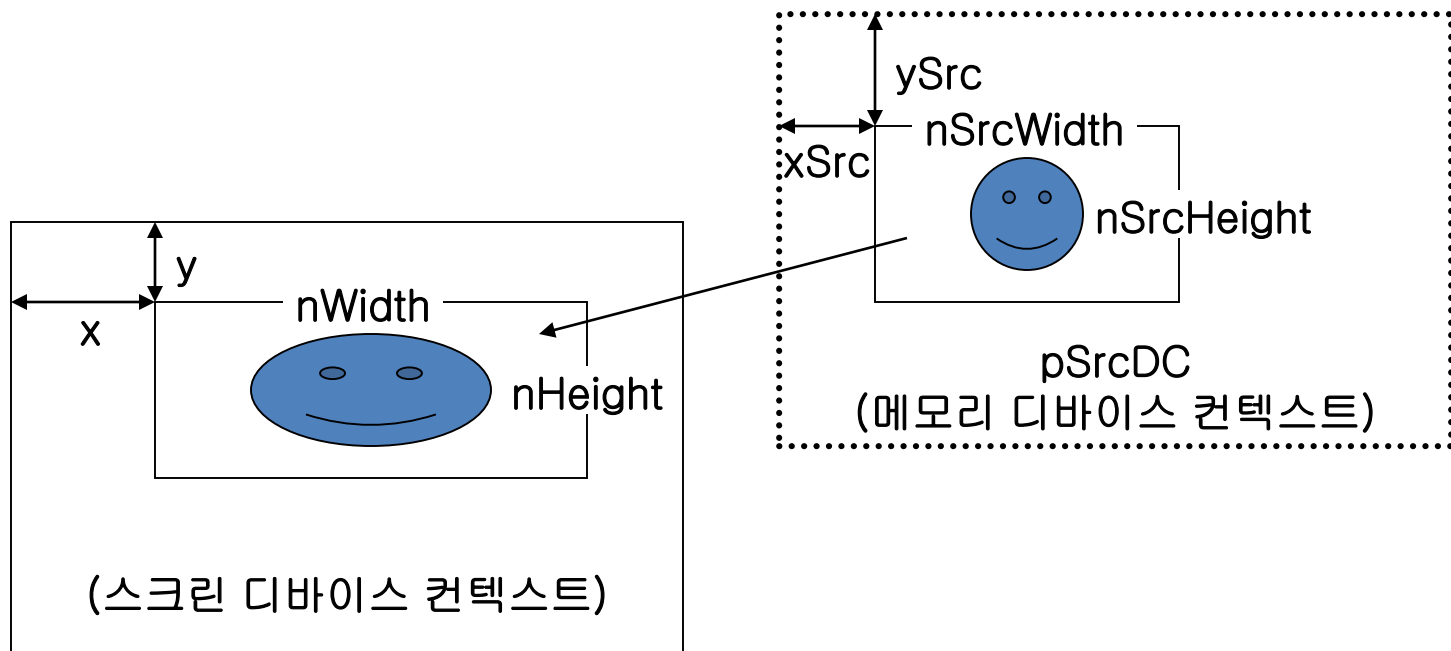 ySrc
nSrcWidth
xSrc
nSrcHeight
pSrcDC
(메모리 디바이스 컨텍스트)
y
x
nWidth
nHeight
(스크린 디바이스 컨텍스트)